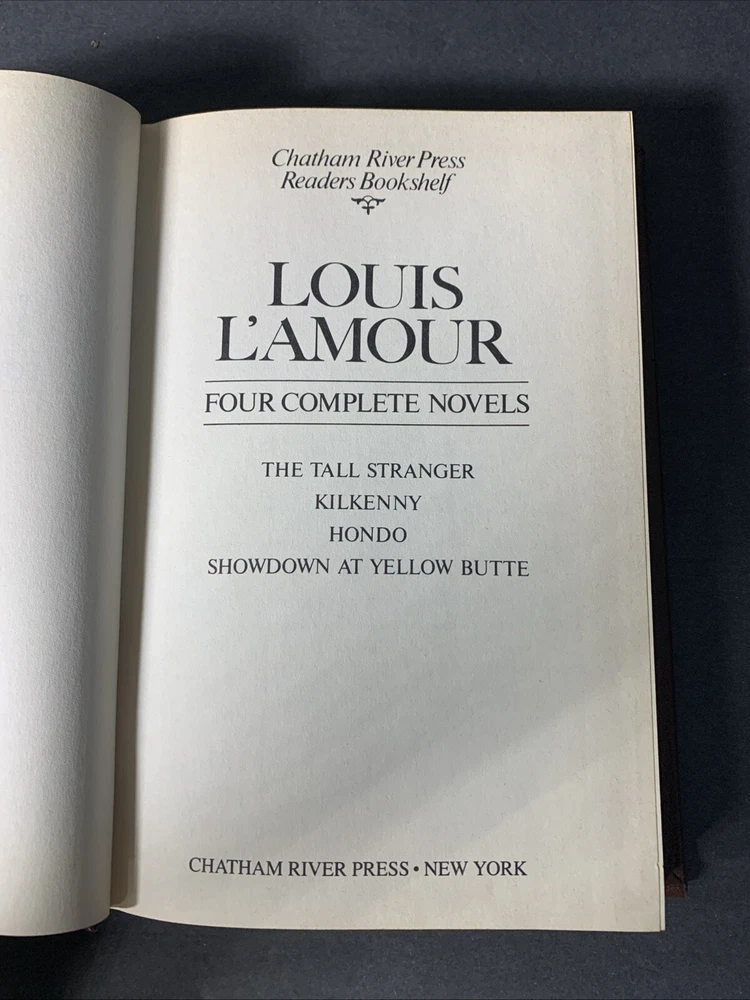 Chatham River Press
Readers Bookshelf
LOUIS
L'AMOUR
FOUR COMPLETE NOVELS
THE TALL STRANGER
KILKENNY
HONDO
SHOWDOWN AT YELLOW BUTTE
CHATHAM RIVER PRESS • NEW YORK